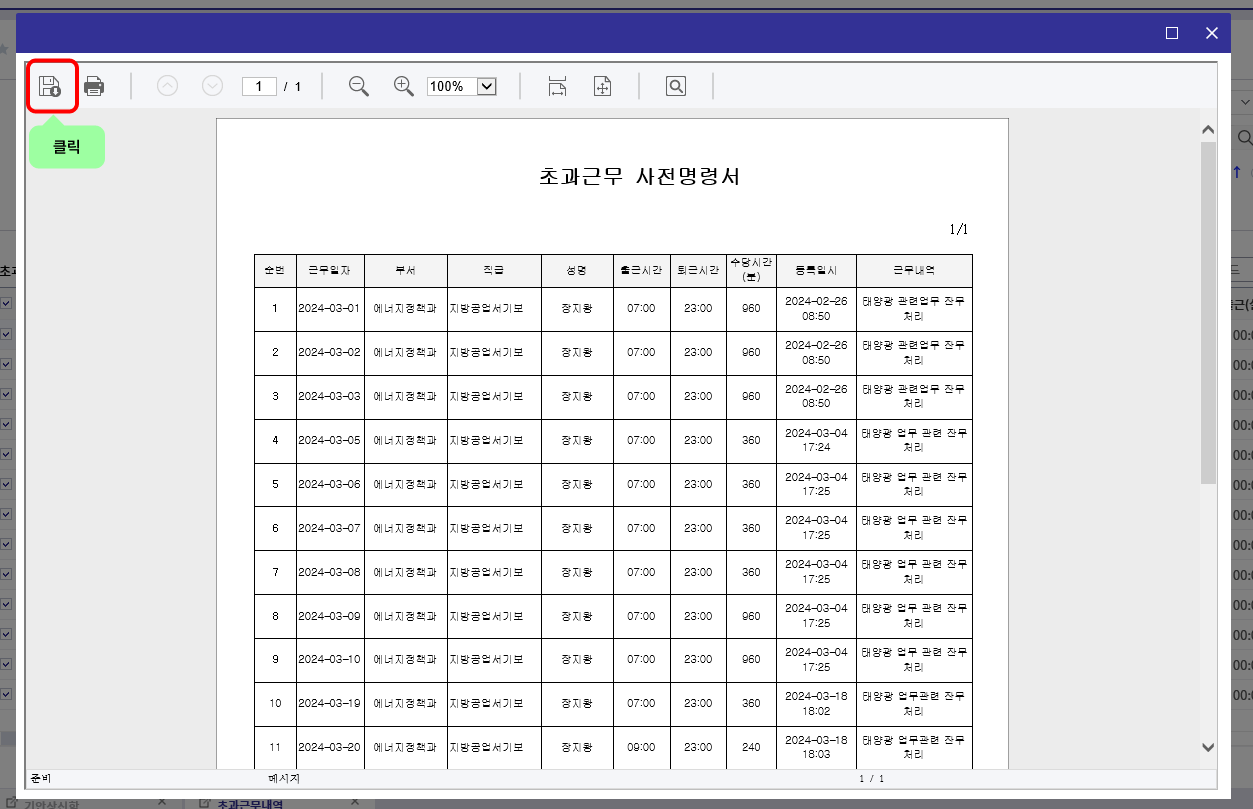 1 / 1
100%
클릭
초과근무 사전명령서
1/1
순번 근무일자 부서 직급 성명 출근시간 퇴근시간 수당시간 등록일시 근무내역
(분)
1 2024-03-01 에너지정책과 지방공업서기보 장지왕 07:00 23:00 960 2024-02-26 태양광 관련업무 잔무
08:50 처리
2 2024-03-02 에너지정책과 지방공업서기보 장지왕 07:00 23:00 960 2024-02-26 태양광 관련업무 잔무
08:50 처리
3 2024-03-03 에너지정책과 지방공업서기보 장지왕 07:00 23:00 960 2024-02-26 태양광 관련업무 잔무
08:50 처리
4 2024-03-05 에너지정책과 지방공업서기보 장지왕 07:00 23:00 360 2024-03-04 태양광 업무 관련 잔무
17:24 처리
5 2024-03-06 에너지정책과 지방공업서기보 장지왕 07:00 23:00 360 2024-03-04 태양광 업무 관련 잔무
17:25 처리
6 2024-03-07 에너지정책과 지방공업서기보 장지왕 07:00 23:00 360 2024-03-04 태양광 업무 관련 잔무
17:25 처리
7 2024-03-08 에너지정책과 지방공업서기보 장지왕 07:00 23:00 360 2024-03-04 태양광 업무 관련 잔무
17:25 처리
8 2024-03-09 에너지정책과 지방공업서기보 장지왕 07:00 23:00 960 2024-03-04 태양광 업무 관련 잔무
17:25 처리
9 2024-03-10 에너지정책과 지방공업서기보 장지왕 07:00 23:00 960 2024-03-04 태양광 업무 관련 잔무
17:25 처리
10 2024-03-19 에너지정책과 지방공업서기보 장지왕 07:00 23:00 360 2024-03-18 태양광 업무관련 잔무
18:02 처리
11 2024-03-20 에너지정책과 지방공업서기보 장지왕 09:00 23:00 240 2024-03-18 태양광 업무관련 잔무
18:03 처리
준비 메시지 1 / 1
기안상신함 초과근무내역